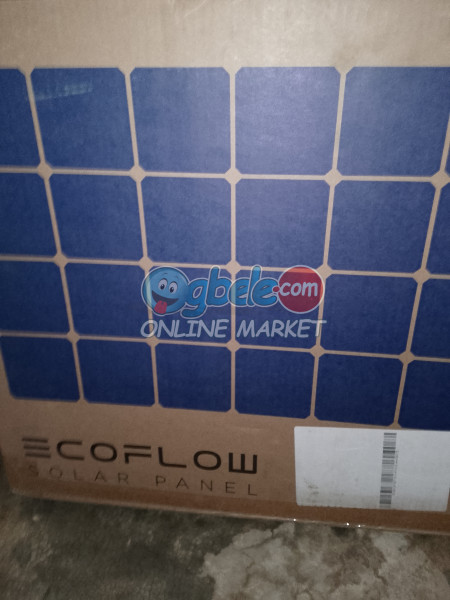 Ogbele.com
ONLINE MARKET
ECOFLOW
SOLAR PANEL